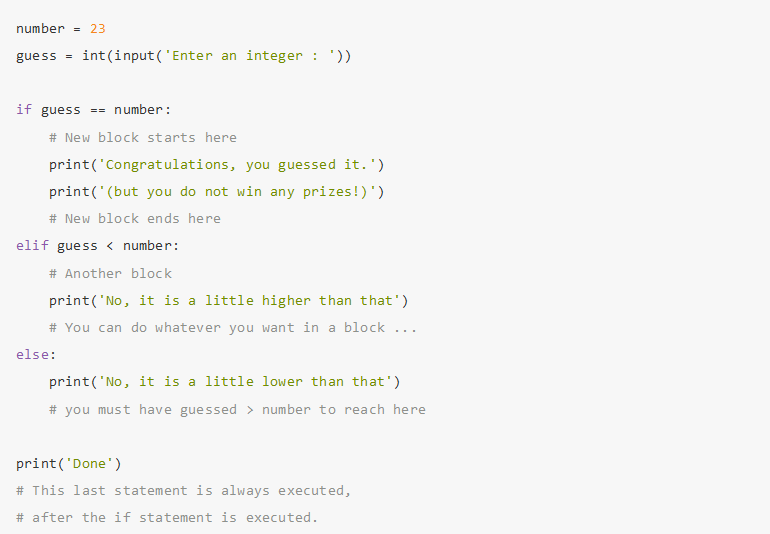 number = 23
guess = int(input('Enter an integer : '))
if guess == number:
    # New block starts here
    print('Congratulations, you guessed it.')
    print('(but you do not win any prizes!)')
    # New block ends here
elif guess < number:
    # Another block
    print('No, it is a little higher than that')
    # You can do whatever you want in a block ...
else:
    print('No, it is a little lower than that')
    # you must have guessed > number to reach here
print('Done')
# This last statement is always executed,
# after the if statement is executed.